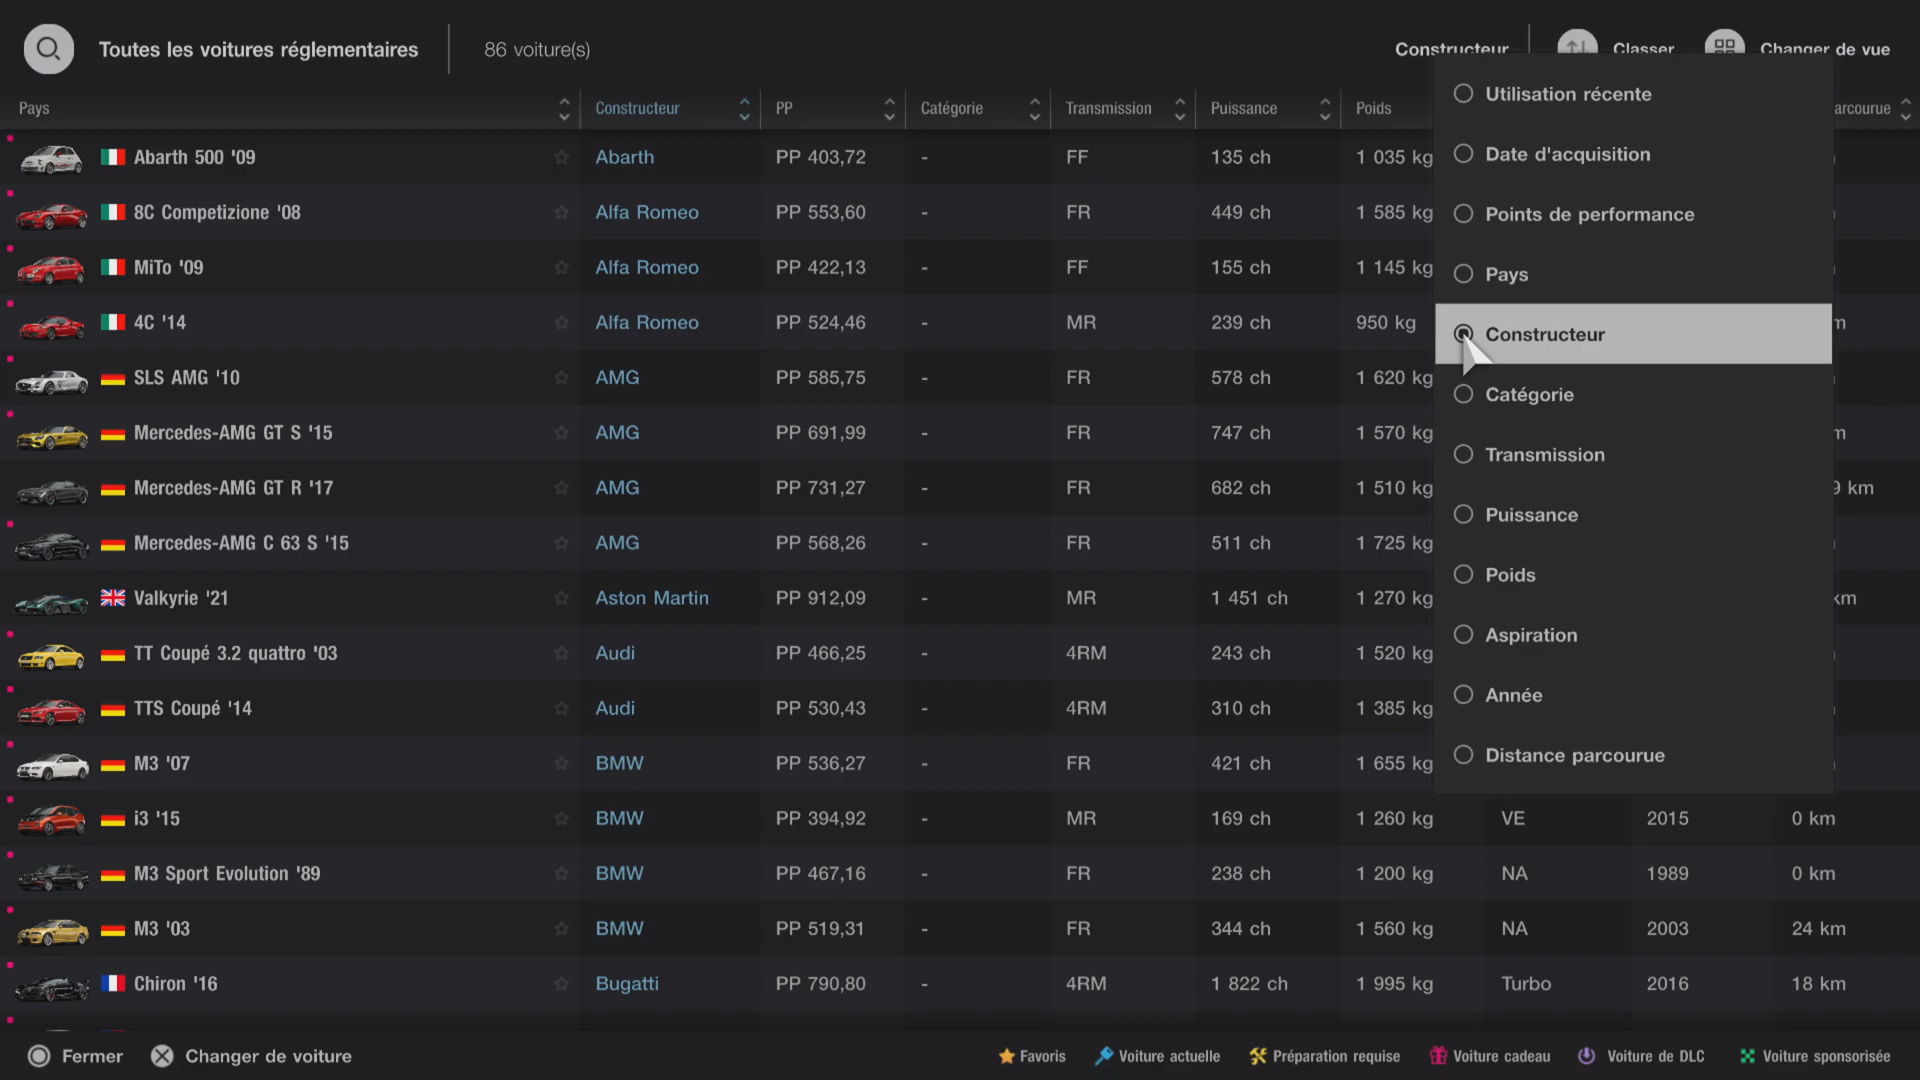 Toutes les voitures réglementaires
86 voiture(s)
Constructeur
Classer
Changer de vue
Pays Constructeur PP Catégorie Transmission Puissance Poids arcourue
Abarth 500 '09 Abarth PP 403,72 - FF 135 ch 1 035 kg
8C Competizione '08 Alfa Romeo PP 553,60 - FR 449 ch 1 585 kg
MiTo '09 Alfa Romeo PP 422,13 - FF 155 ch 1 145 kg
4C '14 Alfa Romeo PP 524,46 - MR 239 ch 950 kg m
SLS AMG '10 AMG PP 585,75 - FR 578 ch 1 620 kg
Mercedes-AMG GT S '15 AMG PP 691,99 - FR 747 ch 1 570 kg m
Mercedes-AMG GT R '17 AMG PP 731,27 - FR 682 ch 1 510 kg 9 km
Mercedes-AMG C 63 S '15 AMG PP 568,26 - FR 511 ch 1 725 kg
Valkyrie '21 Aston Martin PP 912,09 - MR 1 451 ch 1 270 kg km
TT Coupé 3.2 quattro '03 Audi PP 466,25 - 4RM 243 ch 1 520 kg
TTS Coupé '14 Audi PP 530,43 - 4RM 310 ch 1 385 kg
M3 '07 BMW PP 536,27 - FR 421 ch 1 655 kg
i3 '15 BMW PP 394,92 - MR 169 ch 1 260 kg VE 2015 0 km
M3 Sport Evolution '89 BMW PP 467,16 - FR 238 ch 1 200 kg NA 1989 0 km
M3 '03 BMW PP 519,31 - FR 344 ch 1 560 kg NA 2003 24 km
Chiron '16 Bugatti PP 790,80 - 4RM 1 822 ch 1 995 kg Turbo 2016 18 km
Utilisation récente
Date d'acquisition
Points de performance
Pays
Constructeur
Catégorie
Transmission
Puissance
Poids
Aspiration
Année
Distance parcourue
Fermer
Changer de voiture
Favoris
Voiture actuelle
Préparation requise
Voiture cadeau
Voiture de DLC
Voiture sponsorisée